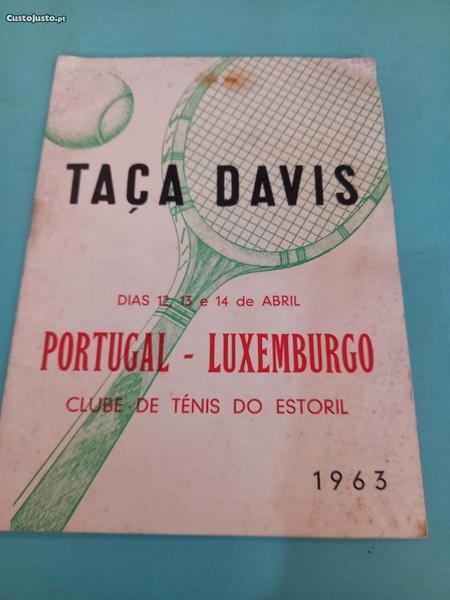 CustoJusto.pt
TAÇA DAVIS
DIAS 12, 13 e 14 de ABRIL
PORTUGAL - LUXEMBURGO
CLUBE DE TÉNIS DO ESTORIL
1963